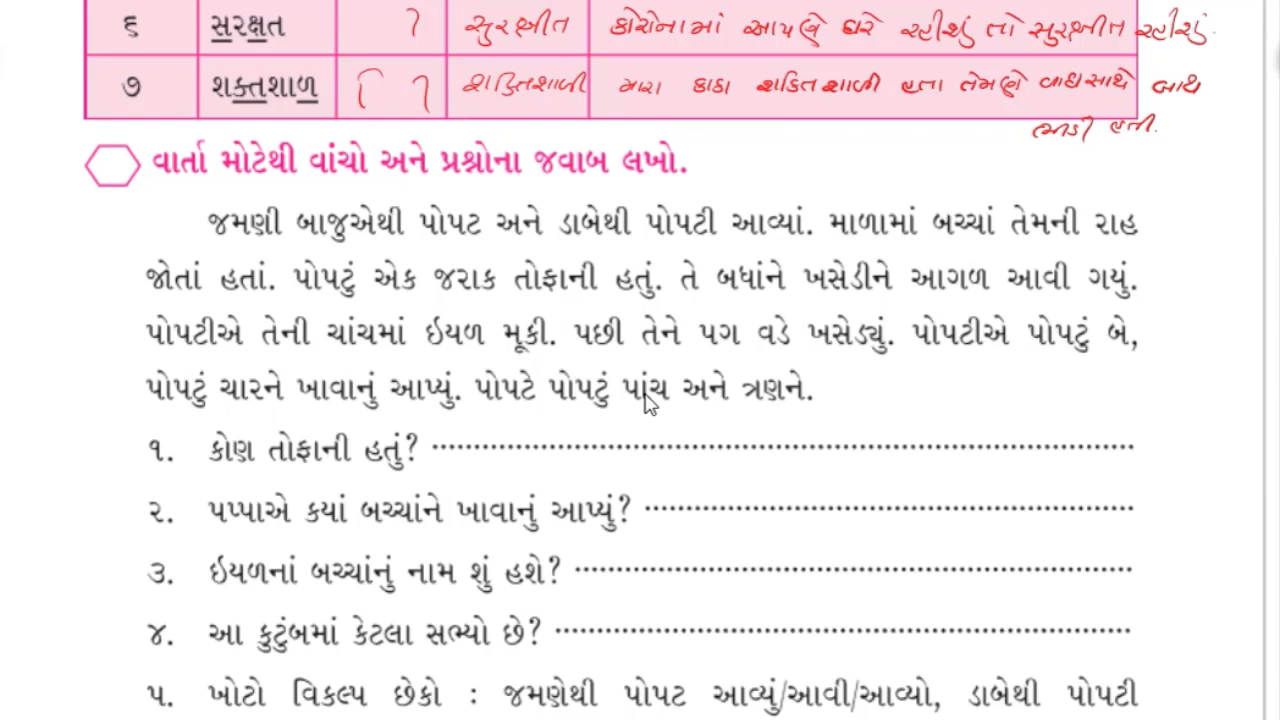 ૬ સરક્ષત િ સુરક્ષીત કોરોનામાં આપણે ઘરે રહીશું તો સુરક્ષીત રહીશું.
૭ શક્તશાળ િ ી શક્તિશાળી મારા કાકા શક્તિશાળી હતા તેમણે વાઘ સાથે બાથ
ભીડી હતી.
વાર્તા મોટેથી વાંચો અને પ્રશ્નોના જવાબ લખો.
જમણી બાજુએથી પોપટ અને ડાબેથી પોપટી આવ્યાં. માળામાં બચ્ચાં તેમની રાહ
જોતાં હતાં. પોપટું એક જરાક તોફાની હતું. તે બધાંને ખસેડીને આગળ આવી ગયું.
પોપટીએ તેની ચાંચમાં ઇયળ મૂકી. પછી તેને પગ વડે ખસેડ્યું. પોપટીએ પોપટું બે,
પોપટું ચારને ખાવાનું આપ્યું. પોપટે પોપટું પાંચ અને ત્રણને.
૧. કોણ તોફાની હતું?
૨. પપ્પાએ કયાં બચ્ચાંને ખાવાનું આપ્યું?
૩. ઇયળનાં બચ્ચાંનું નામ શું હશે?
૪. આ કુટુંબમાં કેટલા સભ્યો છે?
૫. ખોટો વિકલ્પ છેકો : જમણેથી પોપટ આવ્યું/આવી/આવ્યો, ડાબેથી પોપટી